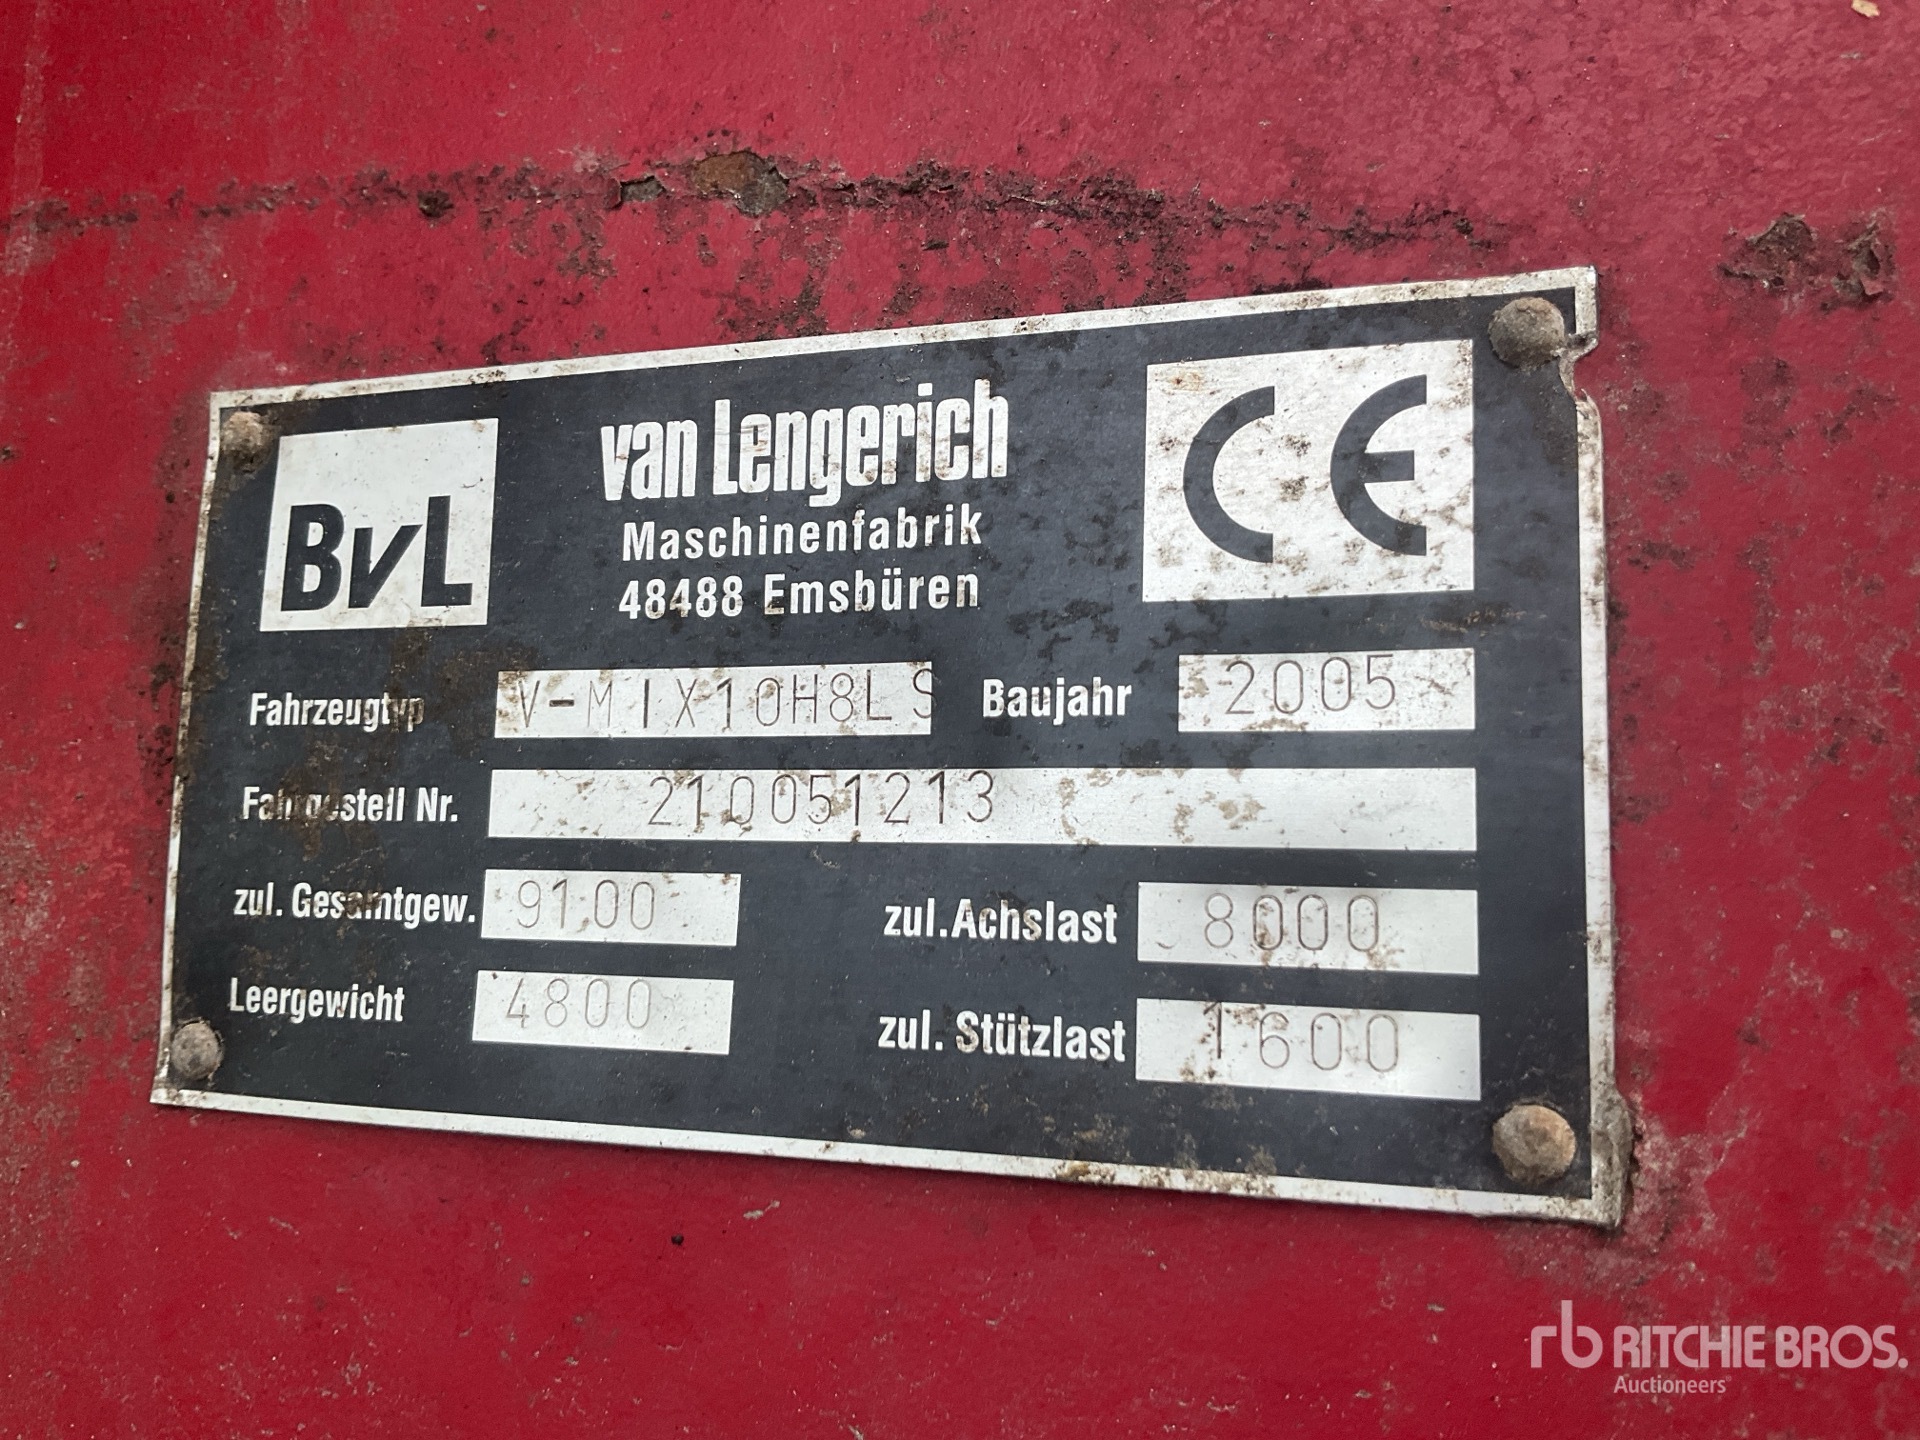 BvL
van Lengerich
Maschinenfabrik
48488 Emsbüren
CE
Fahrzeugtyp V-MIX10H8LS Baujahr 2005
Fahrgestell Nr. 210051213
zul. Gesamtgew. 9100 zul. Achslast 8000
Leergewicht 4800 zul. Stützlast 1600
rb RITCHIE BROS.
Auctioneers